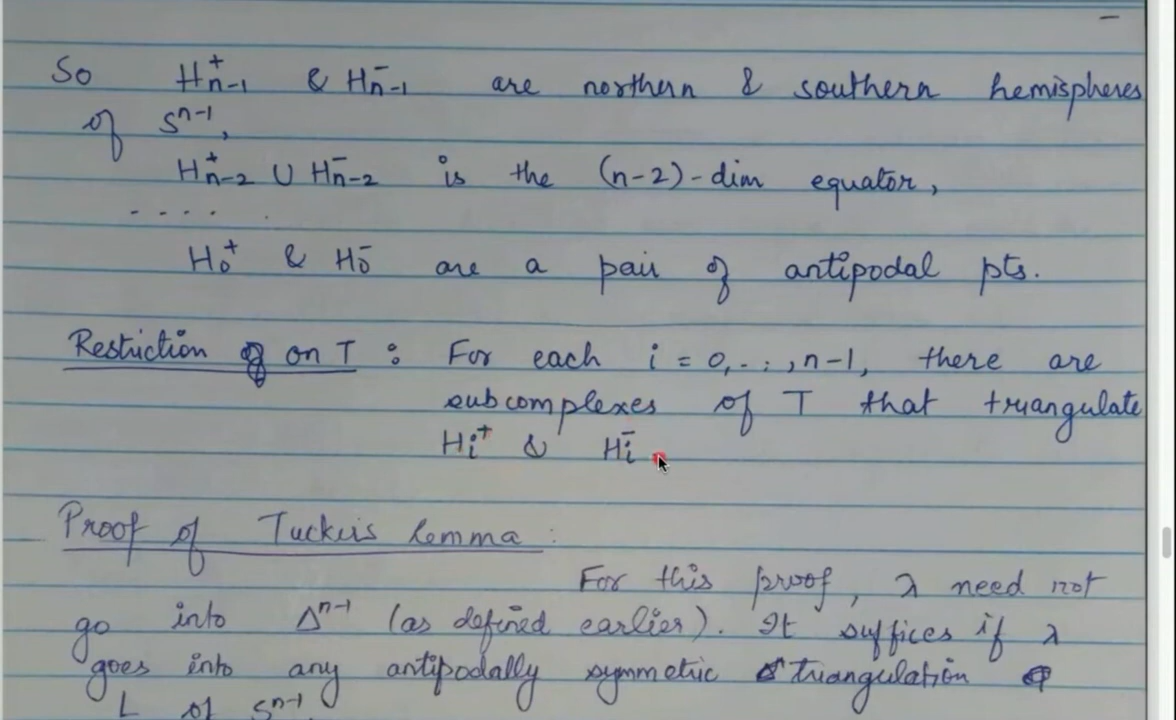 So H⁺ₙ₋₁ & H⁻ₙ₋₁ are northern & southern hemispheres
of Sⁿ⁻¹,
H⁺ₙ₋₂ ∪ H⁻ₙ₋₂ is the (n-2)-dim equator,
- . . . .
H₀⁺ & H₀⁻ are a pair of antipodal pts.
Restriction on T : For each i = 0,..,n-1, there are
subcomplexes of T that triangulate
Hᵢ⁺ & Hᵢ⁻
Proof of Tucker's lemma :
For this proof, λ need not
go into Δⁿ⁻¹ (as defined earlier). It suffices if λ
goes into any antipodally symmetric triangulation
L of Sⁿ⁻¹